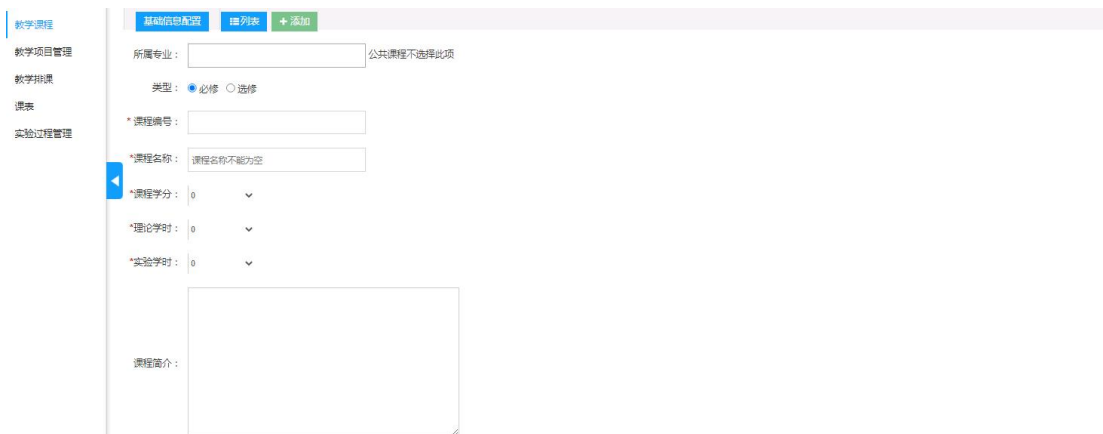 教学课程
教学项目管理
教学排课
课表
实验过程管理
基础信息配置 列表 +添加
所属专业： 公共课程不选择此项
类型： 必修 选修
*课程编号：
*课程名称： 课程名称不能为空
*课程学分： 0
*理论学时： 0
*实验学时： 0
课程简介：